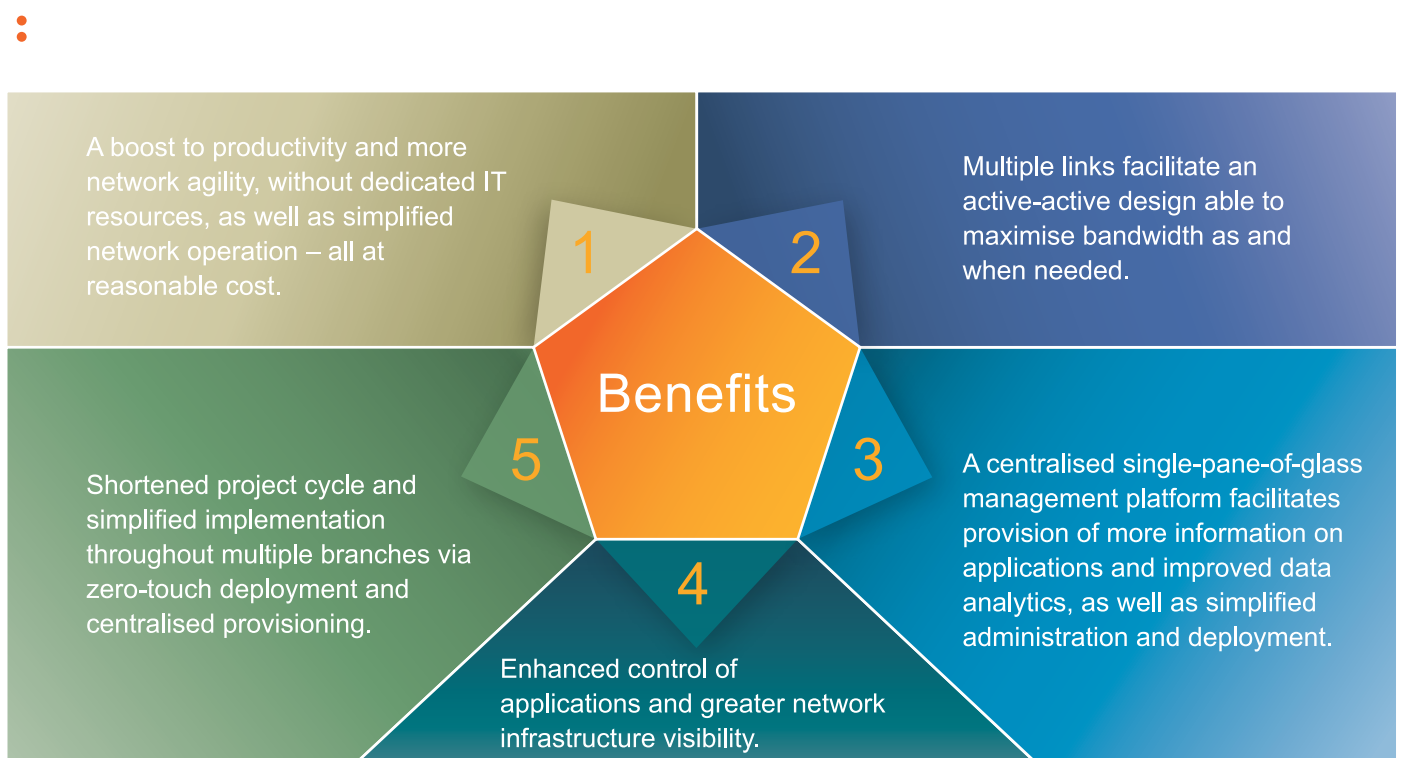 :
A boost to productivity and more
network agility, without dedicated IT
resources, as well as simplified
network operation – all at
reasonable cost.
1
Multiple links facilitate an
active-active design able to
maximise bandwidth as and
when needed.
2
Benefits
A centralised single-pane-of-glass
management platform facilitates
provision of more information on
applications and improved data
analytics, as well as simplified
administration and deployment.
3
Enhanced control of
applications and greater network
infrastructure visibility.
4
Shortened project cycle and
simplified implementation
throughout multiple branches via
zero-touch deployment and
centralised provisioning.
5